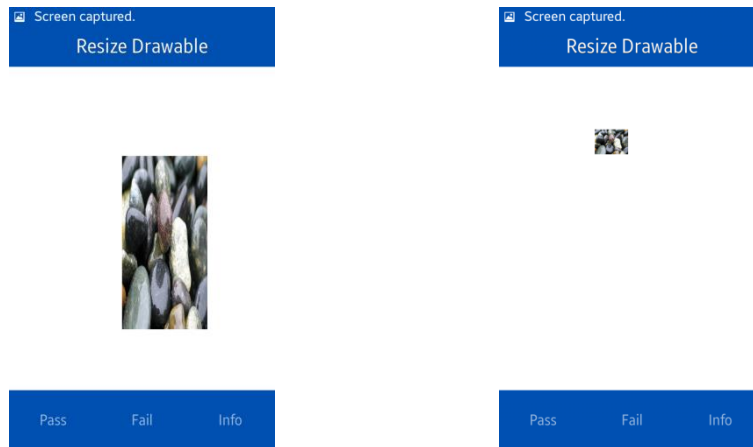 Screen captured.
Resize Drawable
Pass Fail Info
Screen captured.
Resize Drawable
Pass Fail Info